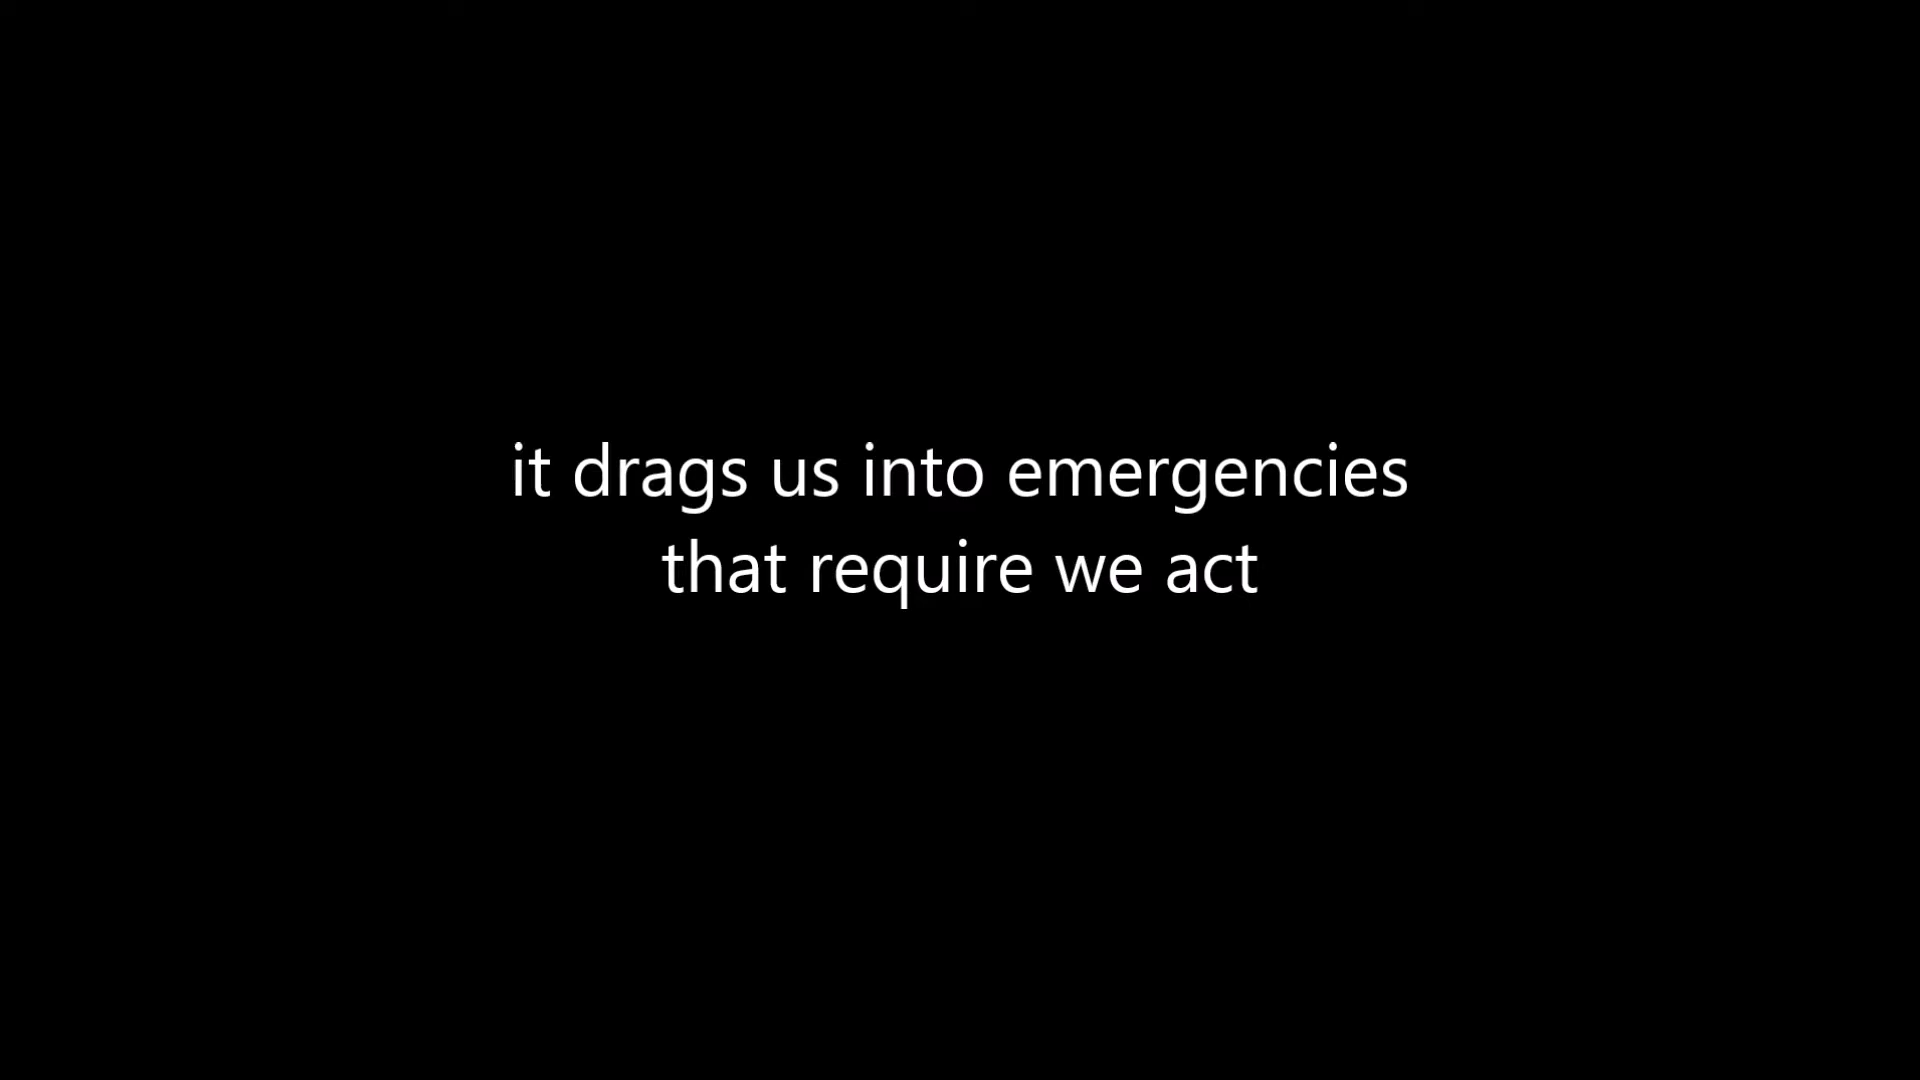 it drags us into emergencies
that require we act